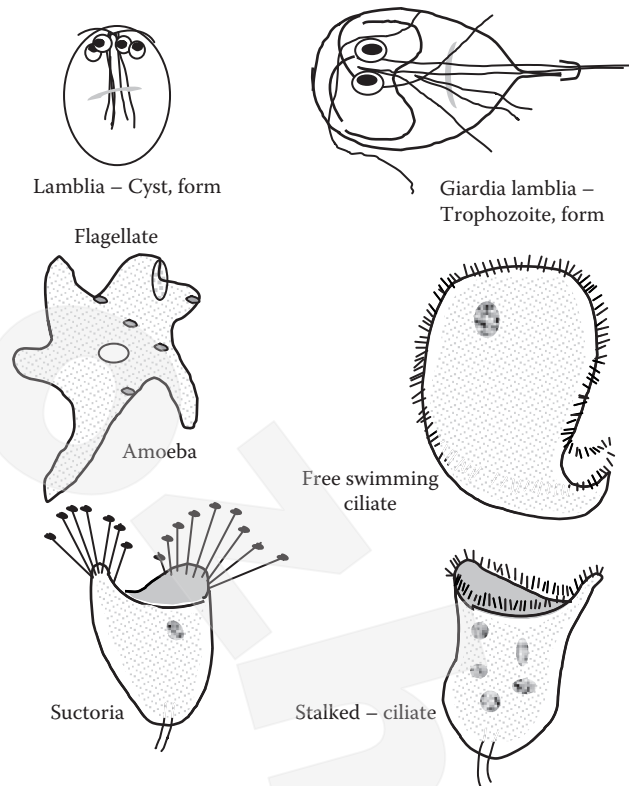 Lamblia – Cyst, form
Giardia lamblia –
Trophozoite, form
Flagellate
Amoeba
Free swimming
ciliate
Suctoria
Stalked – ciliate